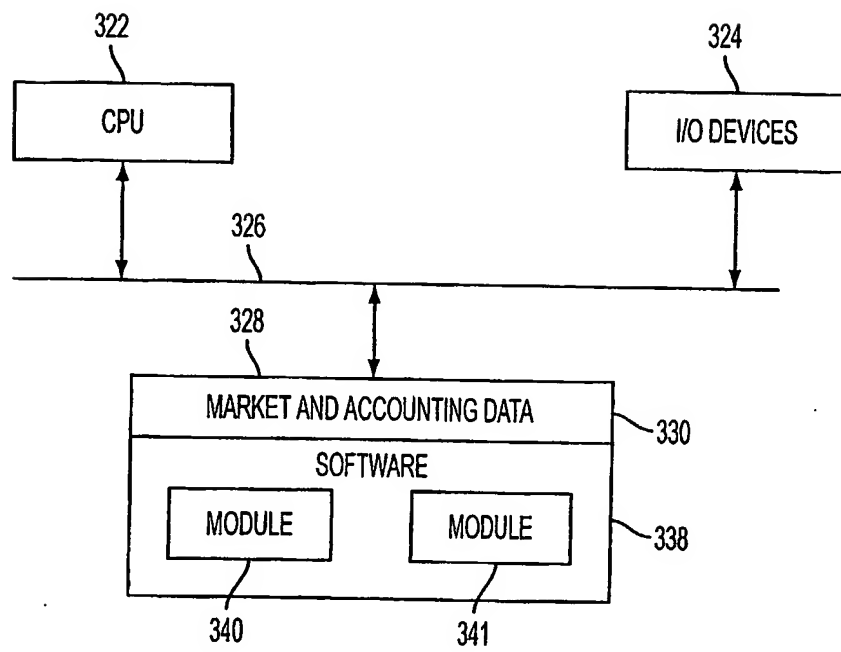 322
CPU
324
I/O DEVICES
326
328
MARKET AND ACCOUNTING DATA
330
SOFTWARE
MODULE
MODULE
338
340
341